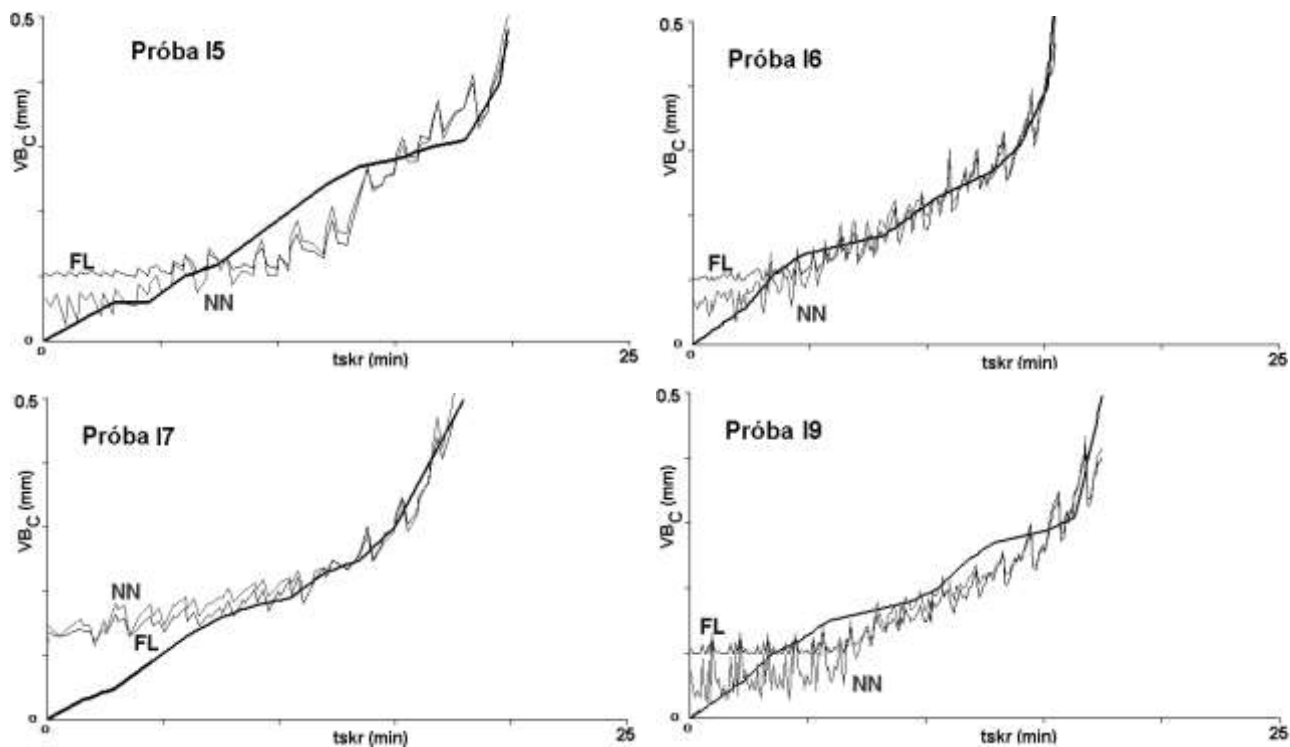 0.5
Próba I5
VBC (mm)
FL
NN
0
0
tskr (min)
25
0.5
Próba I6
VBC (mm)
FL
NN
0
0
tskr (min)
25
0.5
Próba I7
VBC (mm)
NN
FL
0
0
tskr (min)
25
0.5
Próba I9
VBC (mm)
FL
NN
0
0
tskr (min)
25